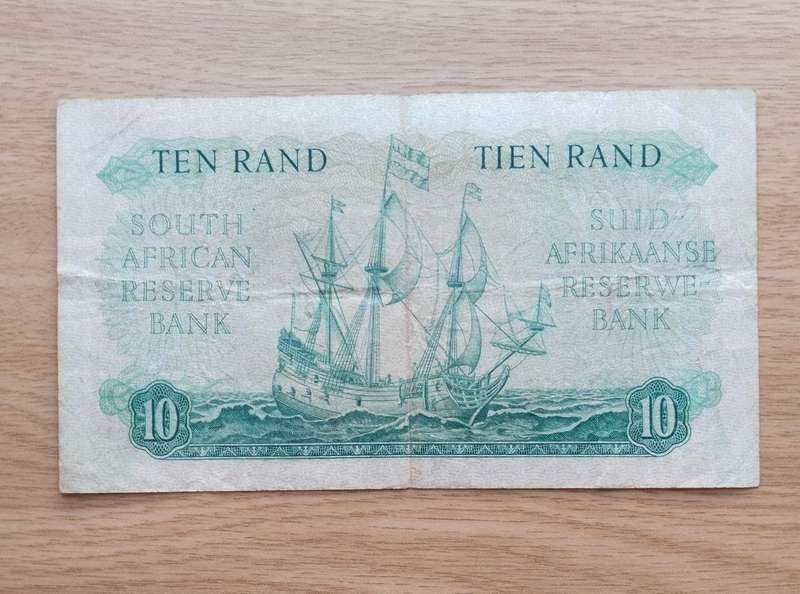 TEN RAND
TIEN RAND
SOUTH
AFRICAN
RESERVE
BANK
SUID-
AFRIKAANSE
RESERWE-
BANK
10
10